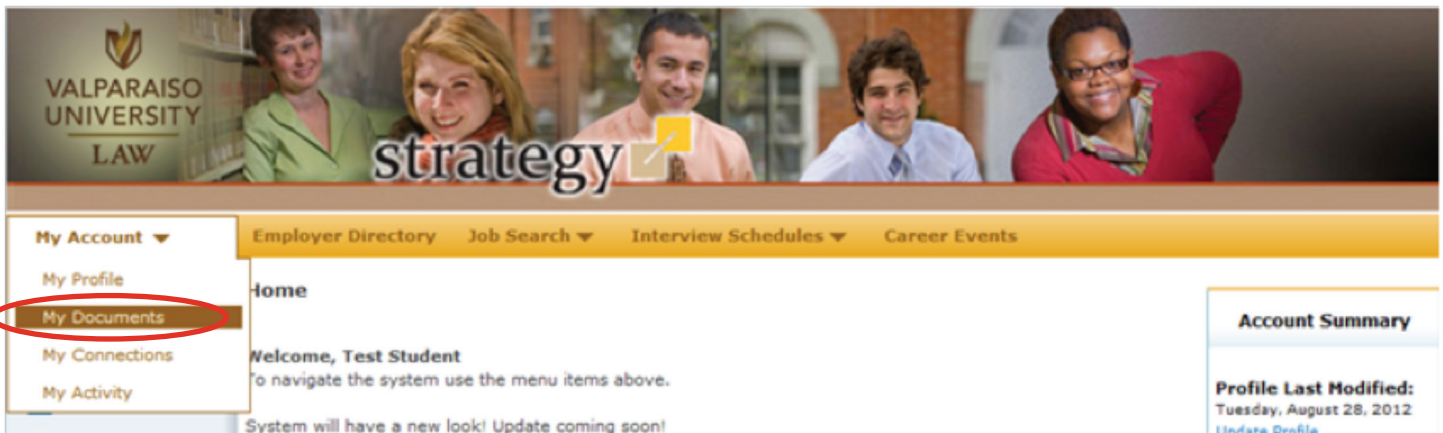 VALPARAISO
UNIVERSITY
LAW
strategy
My Account
Employer Directory
Job Search
Interview Schedules
Career Events
My Profile
My Documents
My Connections
My Activity
Home
Welcome, Test Student
To navigate the system use the menu items above.
System will have a new look! Update coming soon!
Account Summary
Profile Last Modified:
Tuesday, August 28, 2012
Update Profile